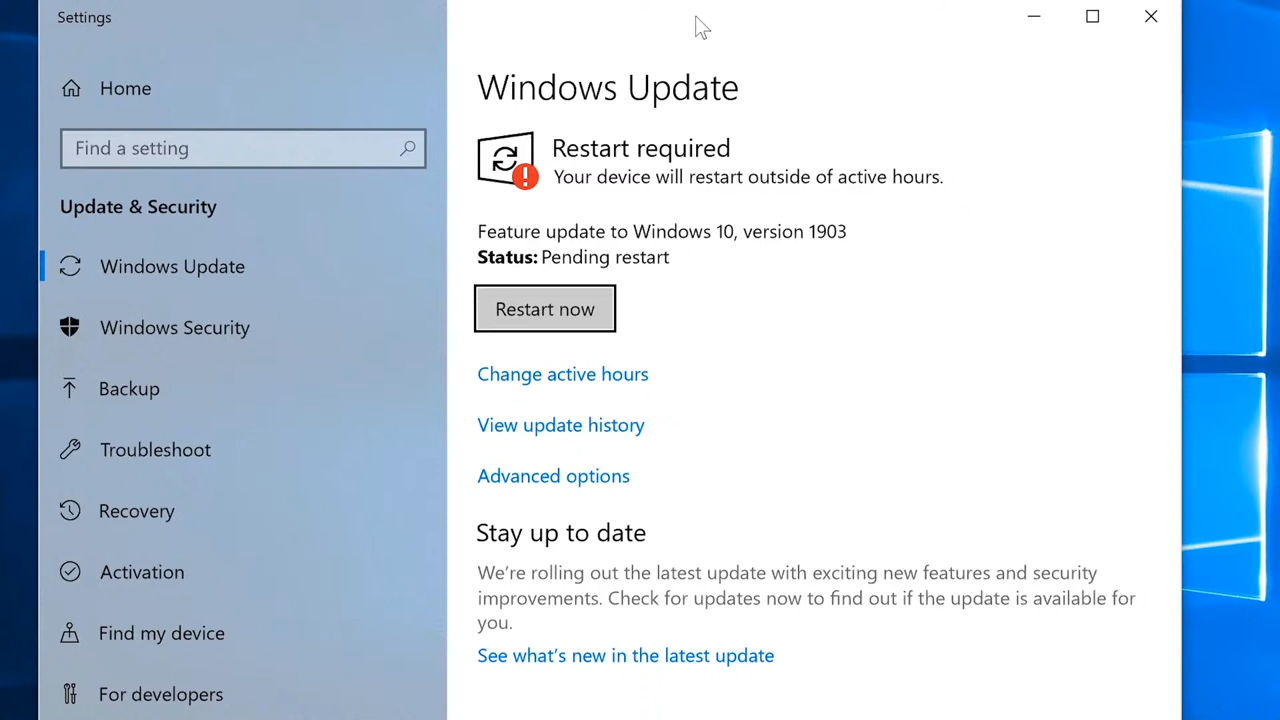 Settings
Home
Find a setting
Update & Security
Windows Update
Windows Security
Backup
Troubleshoot
Recovery
Activation
Find my device
For developers
Windows Update
Restart required
Your device will restart outside of active hours.
Feature update to Windows 10, version 1903
Status: Pending restart
Restart now
Change active hours
View update history
Advanced options
Stay up to date
We're rolling out the latest update with exciting new features and security
improvements. Check for updates now to find out if the update is available for
you.
See what's new in the latest update